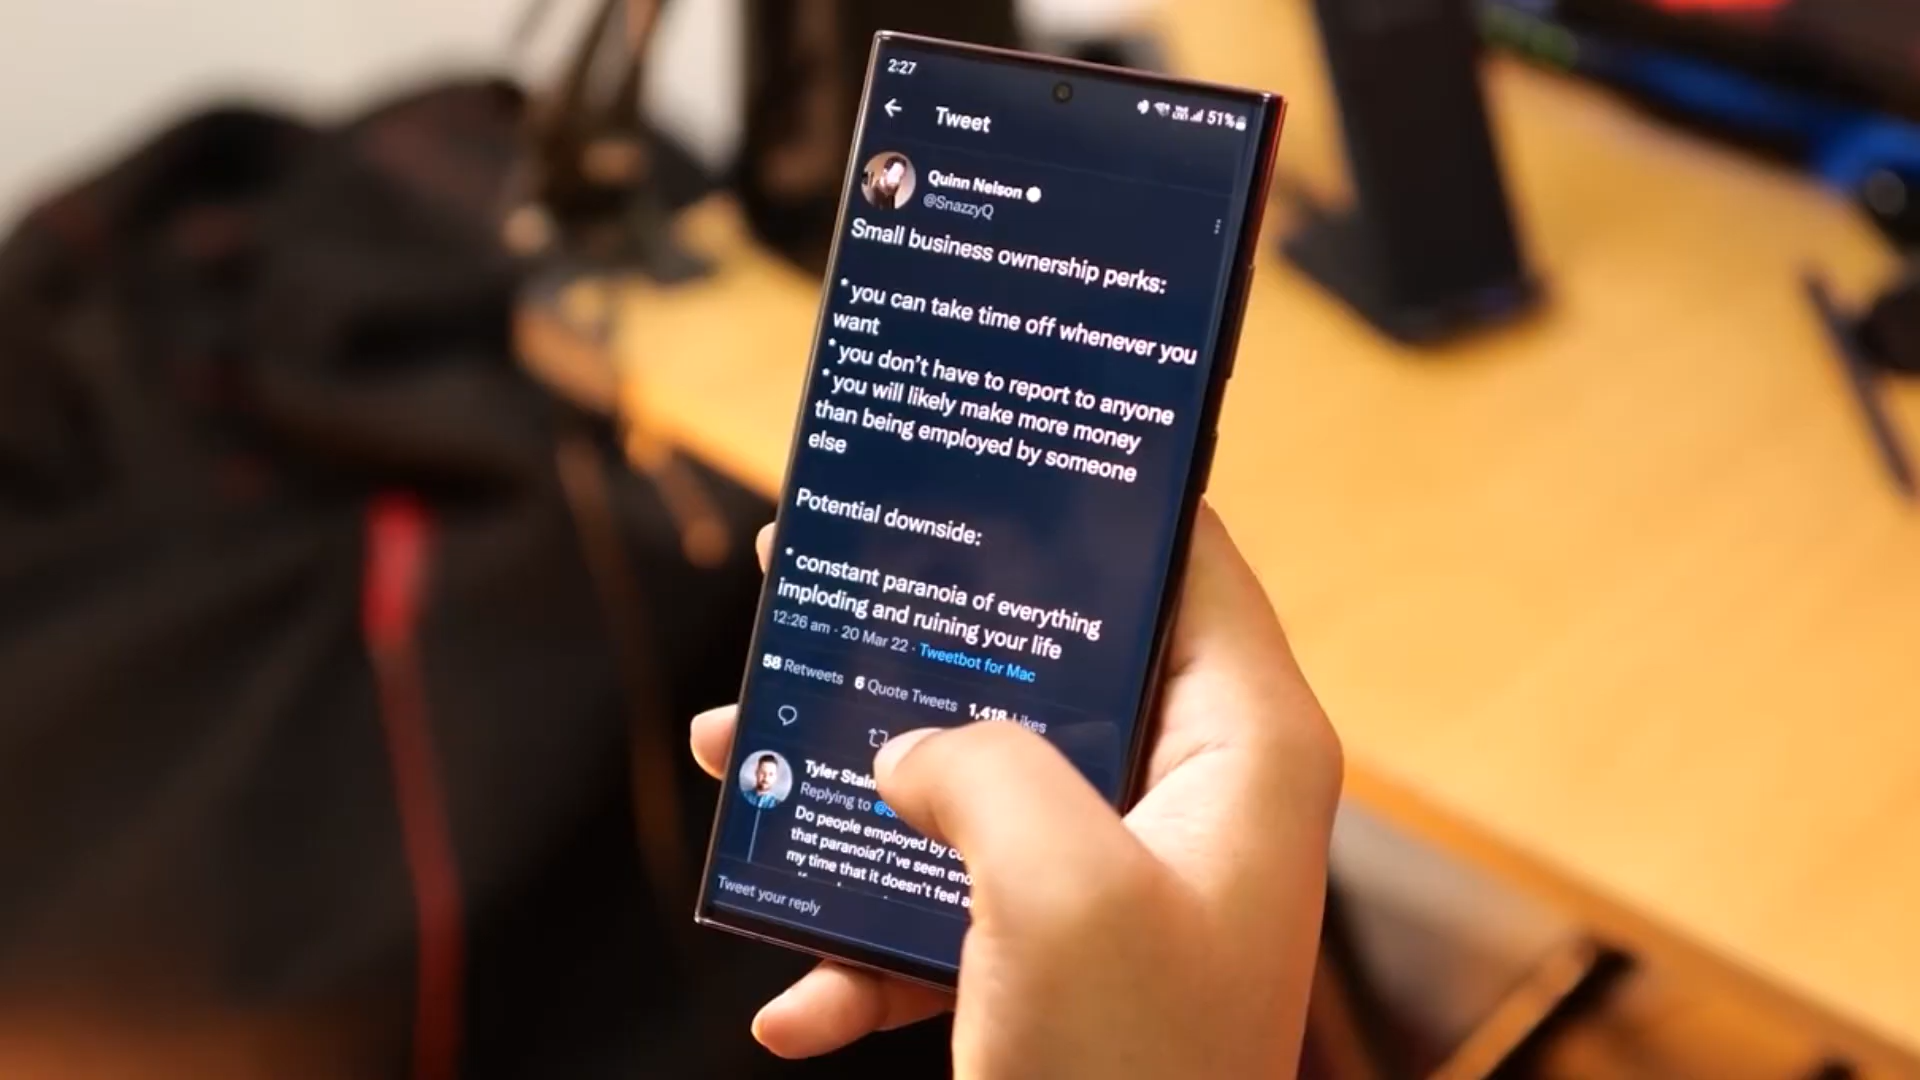 2:27
51%
Tweet
Quinn Nelson
@SnazzyQ
Small business ownership perks:
*you can take time off whenever you
want
*you don't have to report to anyone
*you will likely make more money
than being employed by someone
else
Potential downside:
* constant paranoia of everything
imploding and ruining your life
12:26 am · 20 Mar 22 · Tweetbot for Mac
58 Retweets 6 Quote Tweets 1,418 Likes
Tyler
Replying to
Do people employed by
that paranoia? I've seen
my time that it doesn't feel
Tweet your reply